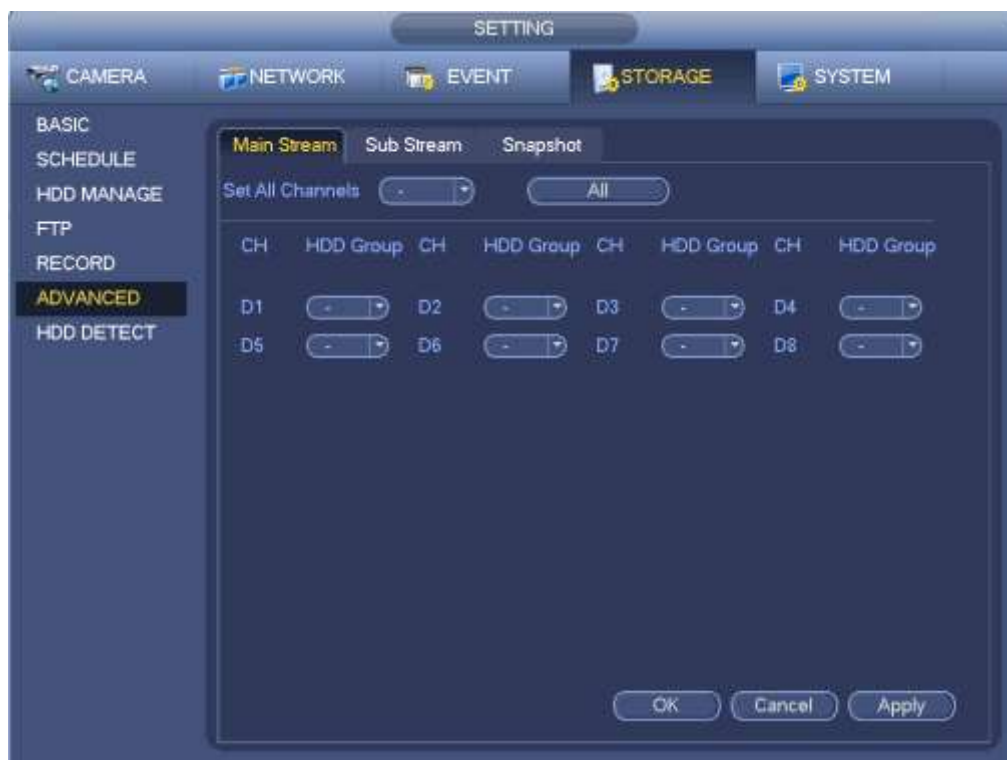 SETTING
CAMERA NETWORK EVENT STORAGE SYSTEM
BASIC
SCHEDULE
HDD MANAGE
FTP
RECORD
ADVANCED
HDD DETECT
Main Stream Sub Stream Snapshot
Set All Channels - All
CH HDD Group CH HDD Group CH HDD Group CH HDD Group
D1 - D2 - D3 - D4 -
D5 - D6 - D7 - D8 -
OK Cancel Apply